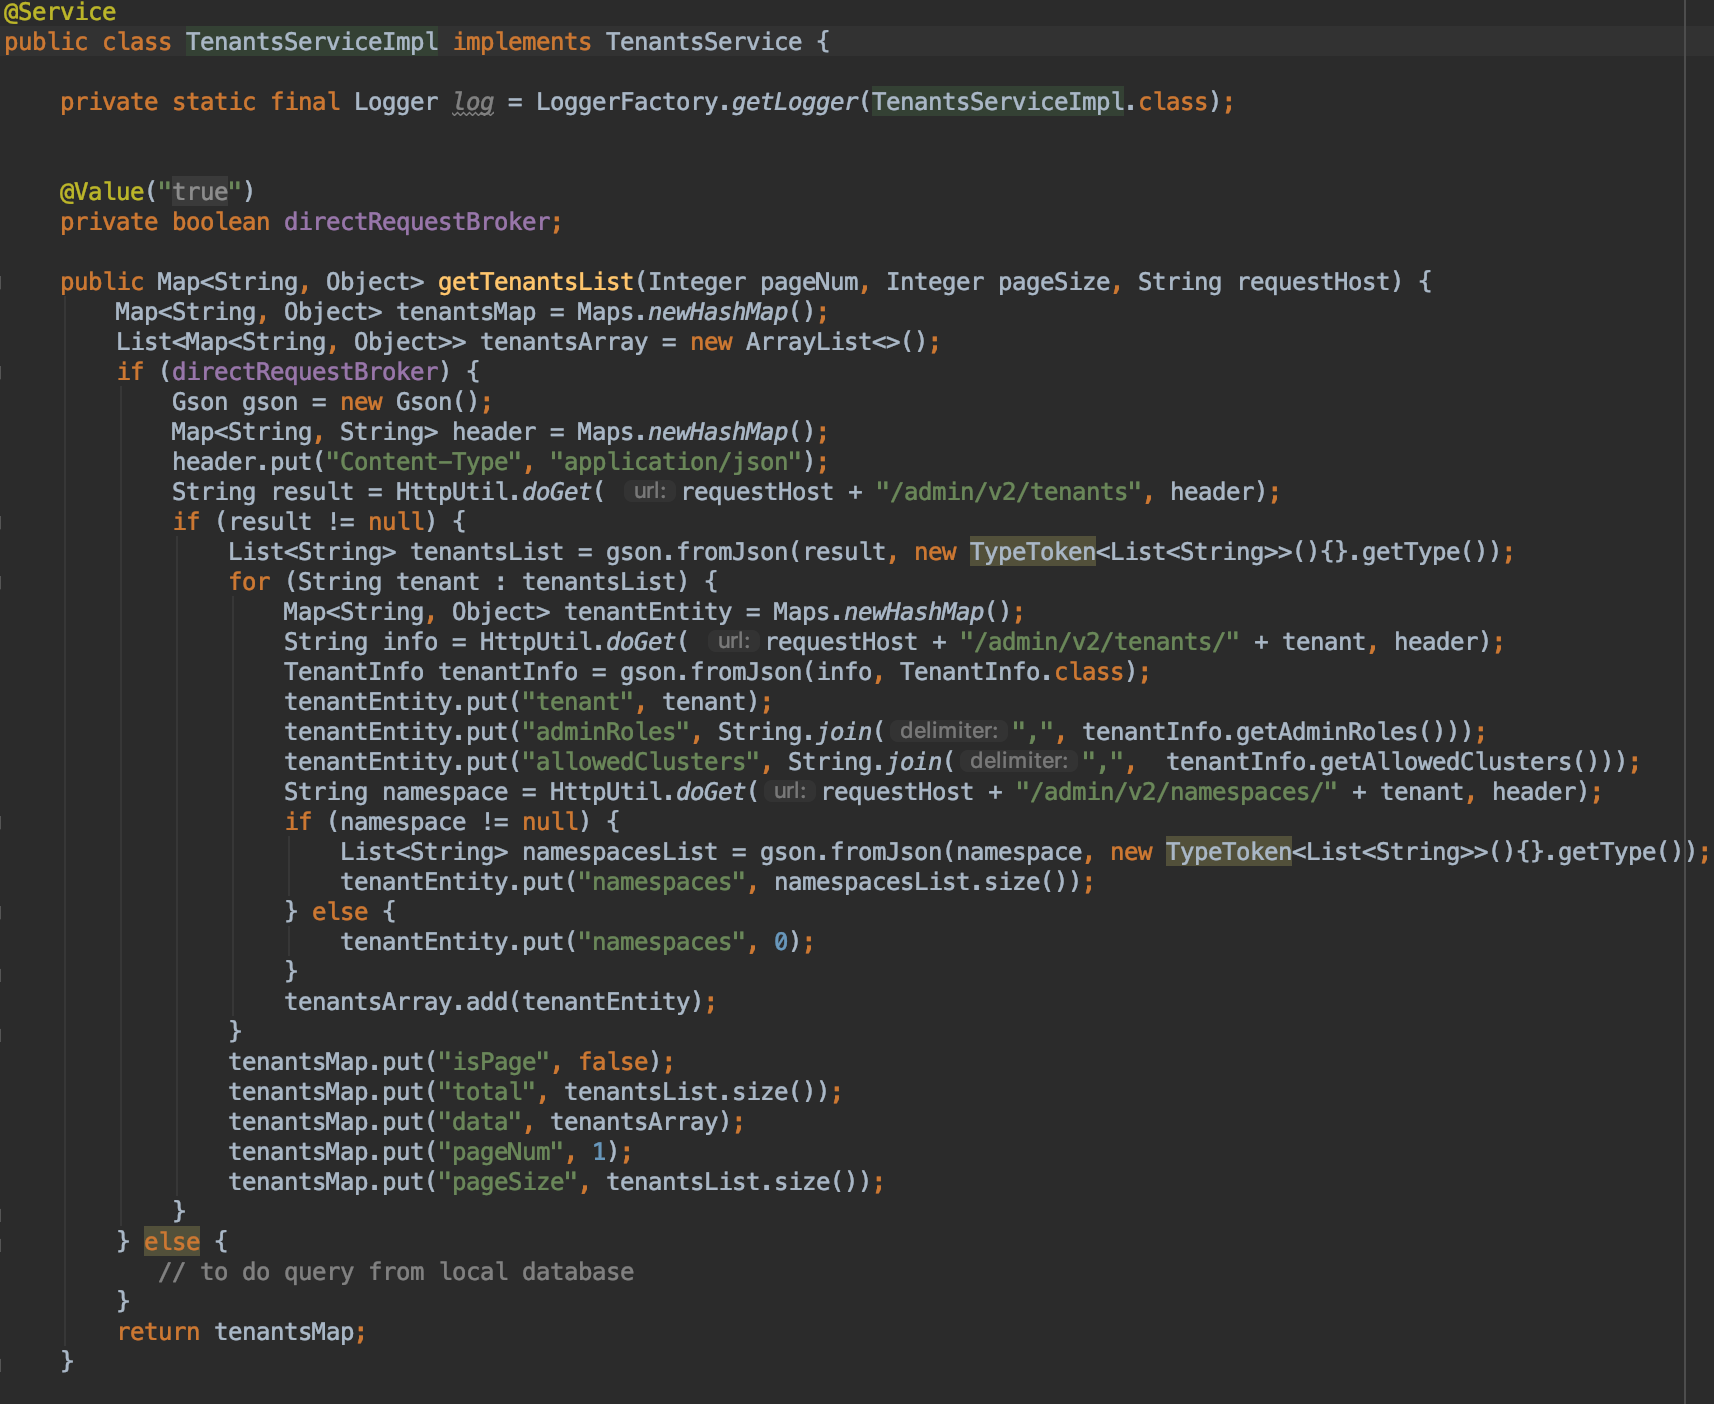 @Service
public class TenantsServiceImpl implements TenantsService {
private static final Logger log = LoggerFactory.getLogger(TenantsServiceImpl.class);
@Value("true")
private boolean directRequestBroker;
public Map<String, Object> getTenantsList(Integer pageNum, Integer pageSize, String requestHost) {
Map<String, Object> tenantsMap = Maps.newHashMap();
List<Map<String, Object>> tenantsArray = new ArrayList<>();
if (directRequestBroker) {
Gson gson = new Gson();
Map<String, String> header = Maps.newHashMap();
header.put("Content-Type", "application/json");
String result = HttpUtil.doGet( url: requestHost + "/admin/v2/tenants", header);
if (result != null) {
List<String> tenantsList = gson.fromJson(result, new TypeToken<List<String>>(){}.getType());
for (String tenant : tenantsList) {
Map<String, Object> tenantEntity = Maps.newHashMap();
String info = HttpUtil.doGet( url: requestHost + "/admin/v2/tenants/" + tenant, header);
TenantInfo tenantInfo = gson.fromJson(info, TenantInfo.class);
tenantEntity.put("tenant", tenant);
tenantEntity.put("adminRoles", String.join( delimiter: ",", tenantInfo.getAdminRoles()));
tenantEntity.put("allowedClusters", String.join( delimiter: ",",  tenantInfo.getAllowedClusters()));
String namespace = HttpUtil.doGet( url: requestHost + "/admin/v2/namespaces/" + tenant, header);
if (namespace != null) {
List<String> namespacesList = gson.fromJson(namespace, new TypeToken<List<String>>(){}.getType());
tenantEntity.put("namespaces", namespacesList.size());
} else {
tenantEntity.put("namespaces", 0);
}
tenantsArray.add(tenantEntity);
}
tenantsMap.put("isPage", false);
tenantsMap.put("total", tenantsList.size());
tenantsMap.put("data", tenantsArray);
tenantsMap.put("pageNum", 1);
tenantsMap.put("pageSize", tenantsList.size());
}
} else {
// to do query from local database
}
return tenantsMap;
}